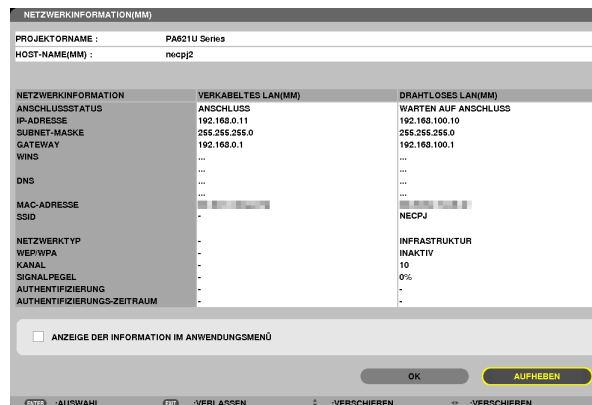 NETZWERKINFORMATION(MM)
PROJEKTORNAME : PA621U Series
HOST-NAME(MM) : necpj2
NETZWERKINFORMATION VERKABELTES LAN(MM) DRAHTLOSES LAN(MM)
ANSCHLUSSSTATUS ANSCHLUSS WARTEN AUF ANSCHLUSS
IP-ADRESSE 192.168.0.11 192.168.100.10
SUBNET-MASKE 255.255.255.0 255.255.255.0
GATEWAY 192.168.0.1 192.168.100.1
WINS ... ...
... ...
DNS ... ...
... ...
MAC-ADRESSE
SSID - NECPJ
NETZWERKTYP - INFRASTRUKTUR
WEP/WPA - INAKTIV
KANAL - 10
SIGNALPEGEL - 0%
AUTHENTIFIZIERUNG - -
AUTHENTIFIZIERUNGS-ZEITRAUM - -
ANZEIGE DER INFORMATION IM ANWENDUNGSMENÜ
OK AUFHEBEN
ENTER :AUSWAHL EXIT :VERLASSEN :VERSCHIEBEN :VERSCHIEBEN